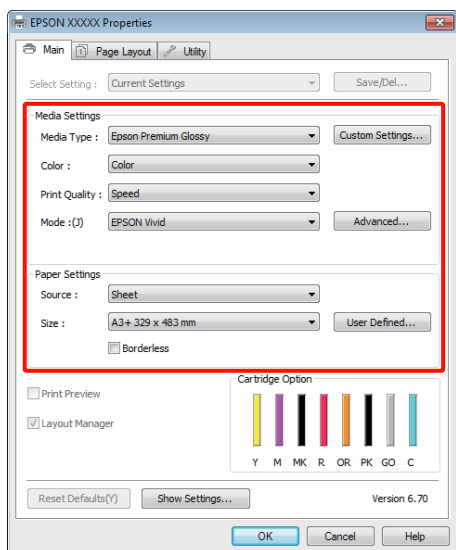 EPSON XXXXX Properties
Main Page Layout Utility
Select Setting : Current Settings Save/Del...
Media Settings
Media Type : Epson Premium Glossy Custom Settings...
Color : Color
Print Quality : Speed
Mode :(J) EPSON Vivid Advanced...
Paper Settings
Source : Sheet
Size : A3+ 329 x 483 mm User Defined...
Borderless
Cartridge Option
Print Preview
Layout Manager
Y M MK R OR PK GO C
Reset Defaults(Y) Show Settings... Version 6.70
OK Cancel Help